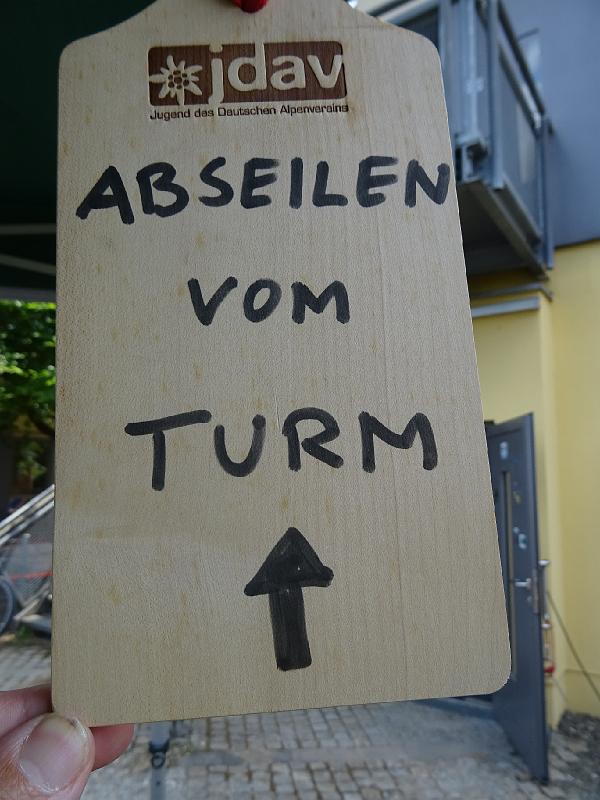 jdav
Jugend des Deutschen Alpenvereins
ABSEILEN
VOM
TURM